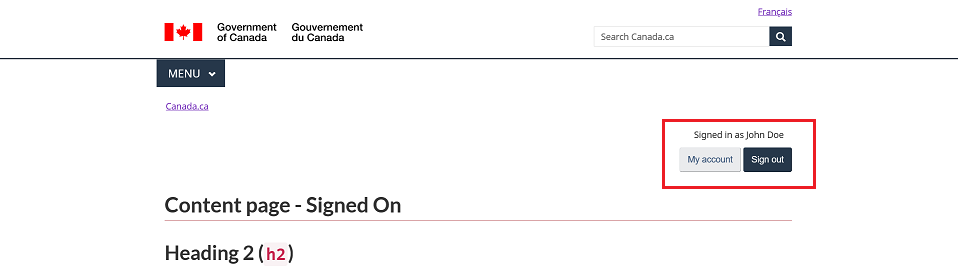 Français
Government of Canada
Gouvernement du Canada
Search Canada.ca
MENU
Canada.ca
Signed in as John Doe
My account
Sign out
Content page - Signed On
Heading 2 (h2)